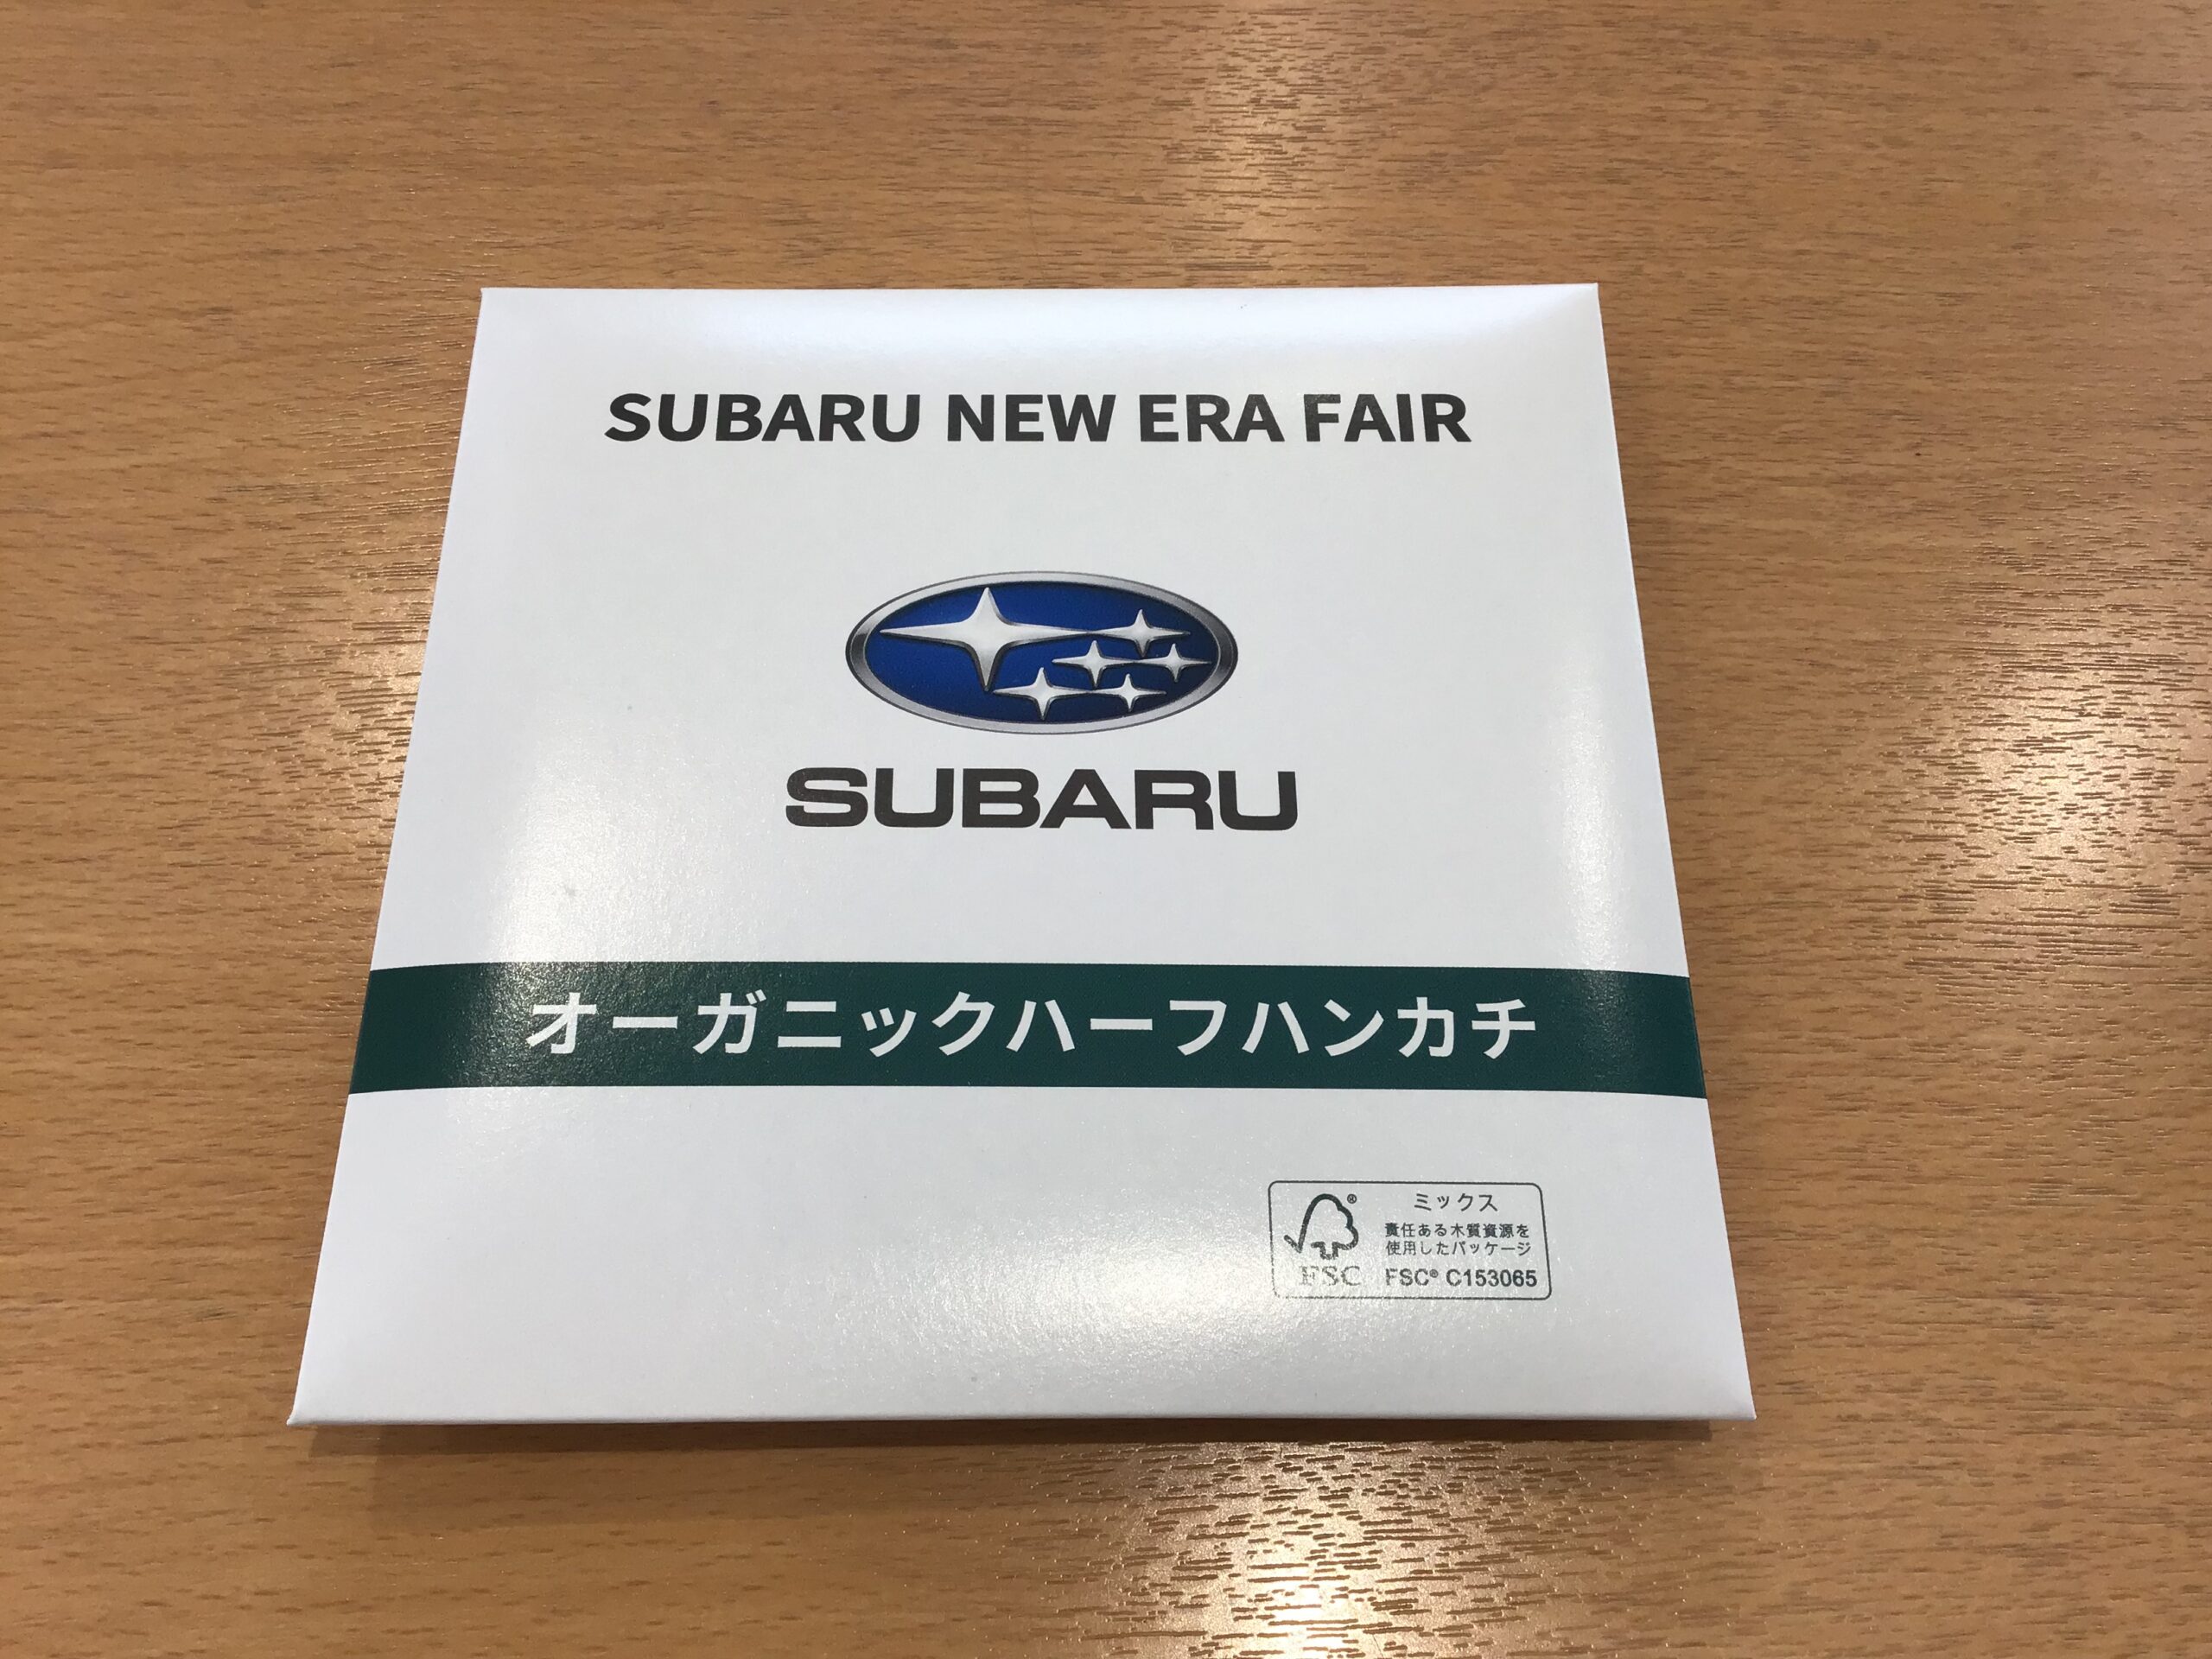 SUBARU NEW ERA FAIR
SUBARU
オーガニックハーフハンカチ
ミックス
責任ある木質資源を
使用したパッケージ
FSC® C153065
®
FSC